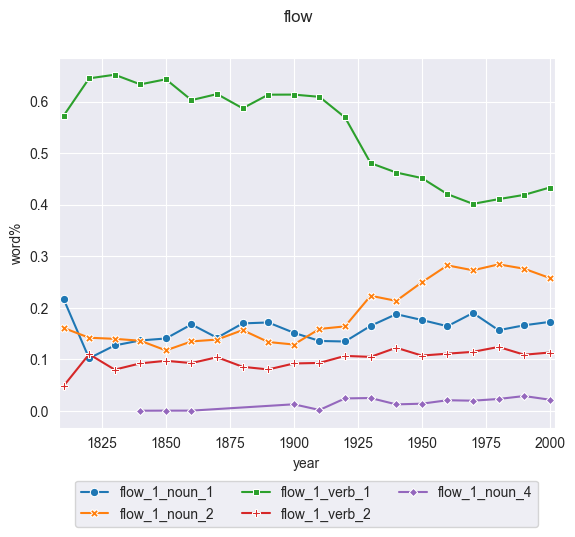 flow
0.6
0.5
0.4
0.3
0.2
0.1
0.0
word%
1825 1850 1875 1900 1925 1950 1975 2000
year
flow_1_noun_1 flow_1_verb_1 flow_1_noun_4
flow_1_noun_2 flow_1_verb_2